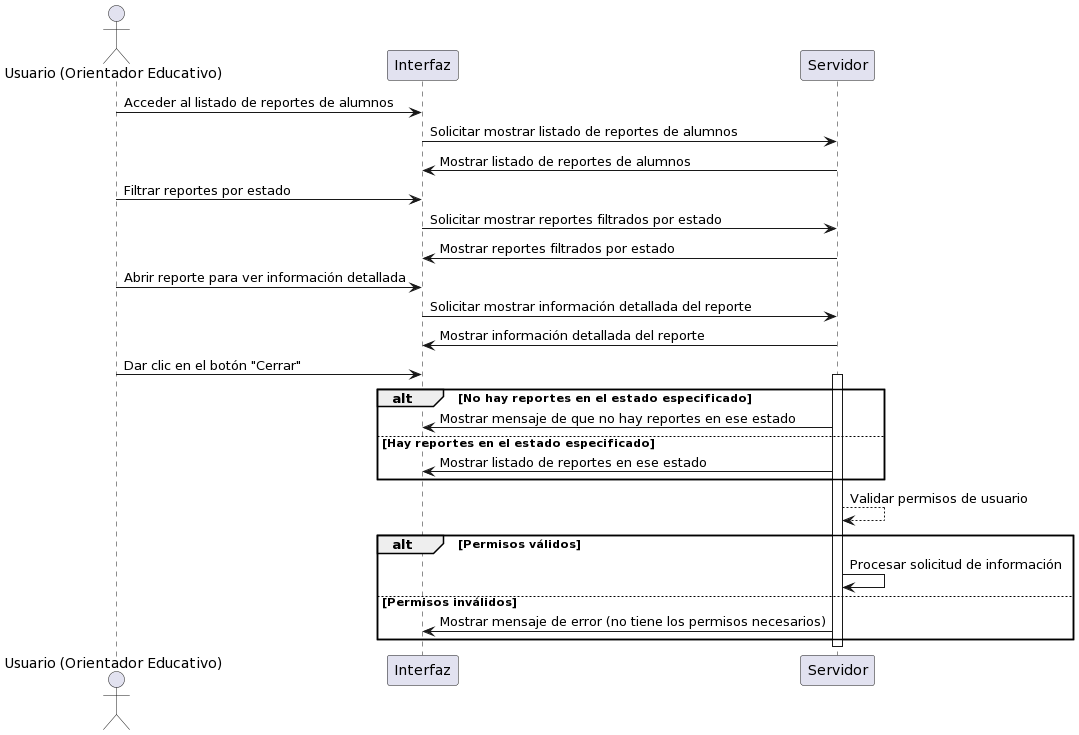 Usuario (Orientador Educativo)
Interfaz
Servidor
Acceder al listado de reportes de alumnos
Solicitar mostrar listado de reportes de alumnos
Mostrar listado de reportes de alumnos
Filtrar reportes por estado
Solicitar mostrar reportes filtrados por estado
Mostrar reportes filtrados por estado
Abrir reporte para ver información detallada
Solicitar mostrar información detallada del reporte
Mostrar información detallada del reporte
Dar clic en el botón "Cerrar"
alt [No hay reportes en el estado especificado]
Mostrar mensaje de que no hay reportes en ese estado
[Hay reportes en el estado especificado]
Mostrar listado de reportes en ese estado
Validar permisos de usuario
alt [Permisos válidos]
Procesar solicitud de información
[Permisos inválidos]
Mostrar mensaje de error (no tiene los permisos necesarios)
Usuario (Orientador Educativo)
Interfaz
Servidor